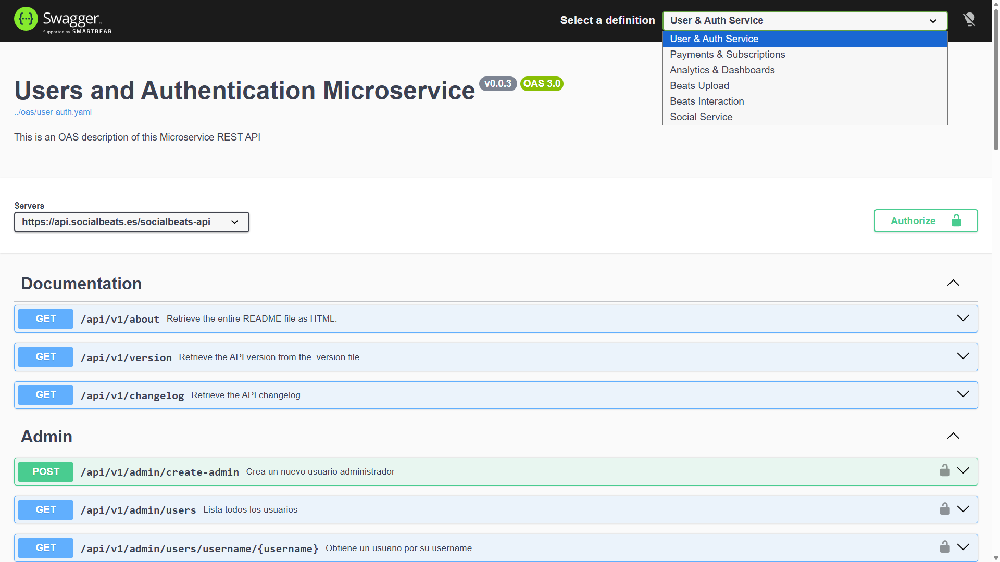 Swagger
Supported by SMARTBEAR
Select a definition
User & Auth Service
User & Auth Service
Payments & Subscriptions
Analytics & Dashboards
Beats Upload
Beats Interaction
Social Service
Users and Authentication Microservice v0.0.3 OAS 3.0
../oas/user-auth.yaml
This is an OAS description of this Microservice REST API
Servers
https://api.socialbeats.es/socialbeats-api
Authorize
Documentation
GET /api/v1/about Retrieve the entire README file as HTML.
GET /api/v1/version Retrieve the API version from the .version file.
GET /api/v1/changelog Retrieve the API changelog.
Admin
POST /api/v1/admin/create-admin Crea un nuevo usuario administrador
GET /api/v1/admin/users Lista todos los usuarios
GET /api/v1/admin/users/username/{username} Obtiene un usuario por su username